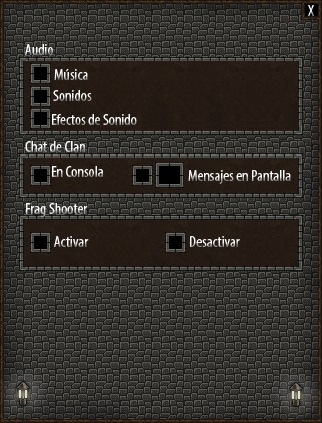 X
Audio
Música
Sonidos
Efectos de Sonido
Chat de Clan
En Consola
Mensajes en Pantalla
Frag Shooter
Activar
Desactivar